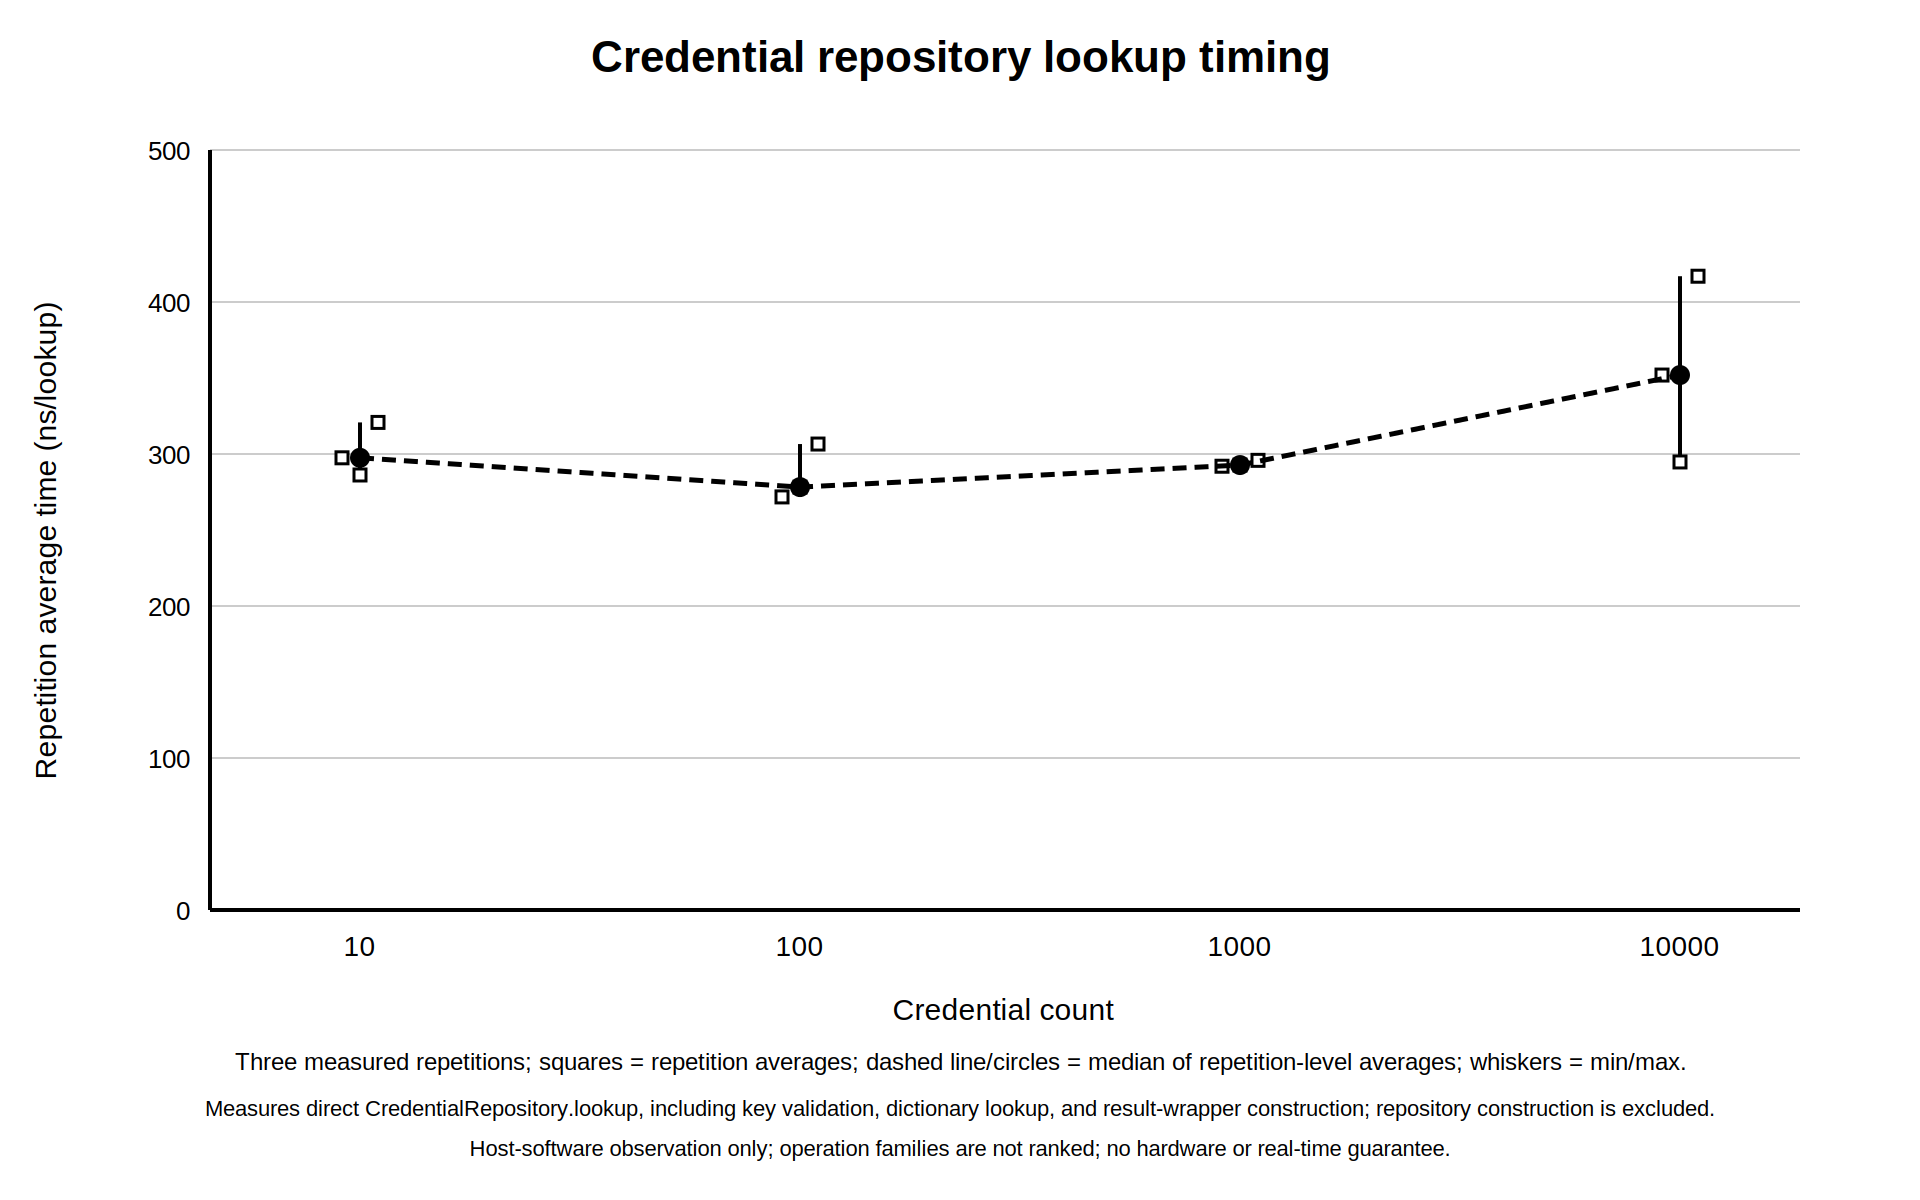 Credential repository lookup timing
500
400
300
200
100
0
Repetition average time (ns/lookup)
10 100 1000 10000
Credential count
Three measured repetitions; squares = repetition averages; dashed line/circles = median of repetition-level averages; whiskers = min/max.
Measures direct CredentialRepository.lookup, including key validation, dictionary lookup, and result-wrapper construction; repository construction is excluded.
Host-software observation only; operation families are not ranked; no hardware or real-time guarantee.